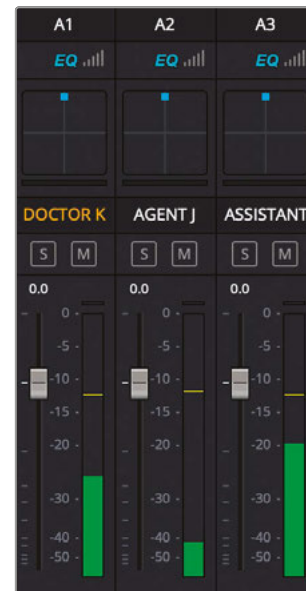 A1 A2 A3
EQ EQ EQ
DOCTOR K AGENT J ASSISTANT
S M S M S M
0.0 0.0 0.0
0 0 0
-5 -5 -5
-10 -10 -10
-15 -15 -15
-20 -20 -20
-30 -30 -30
-40 -40 -40
-50 -50 -50